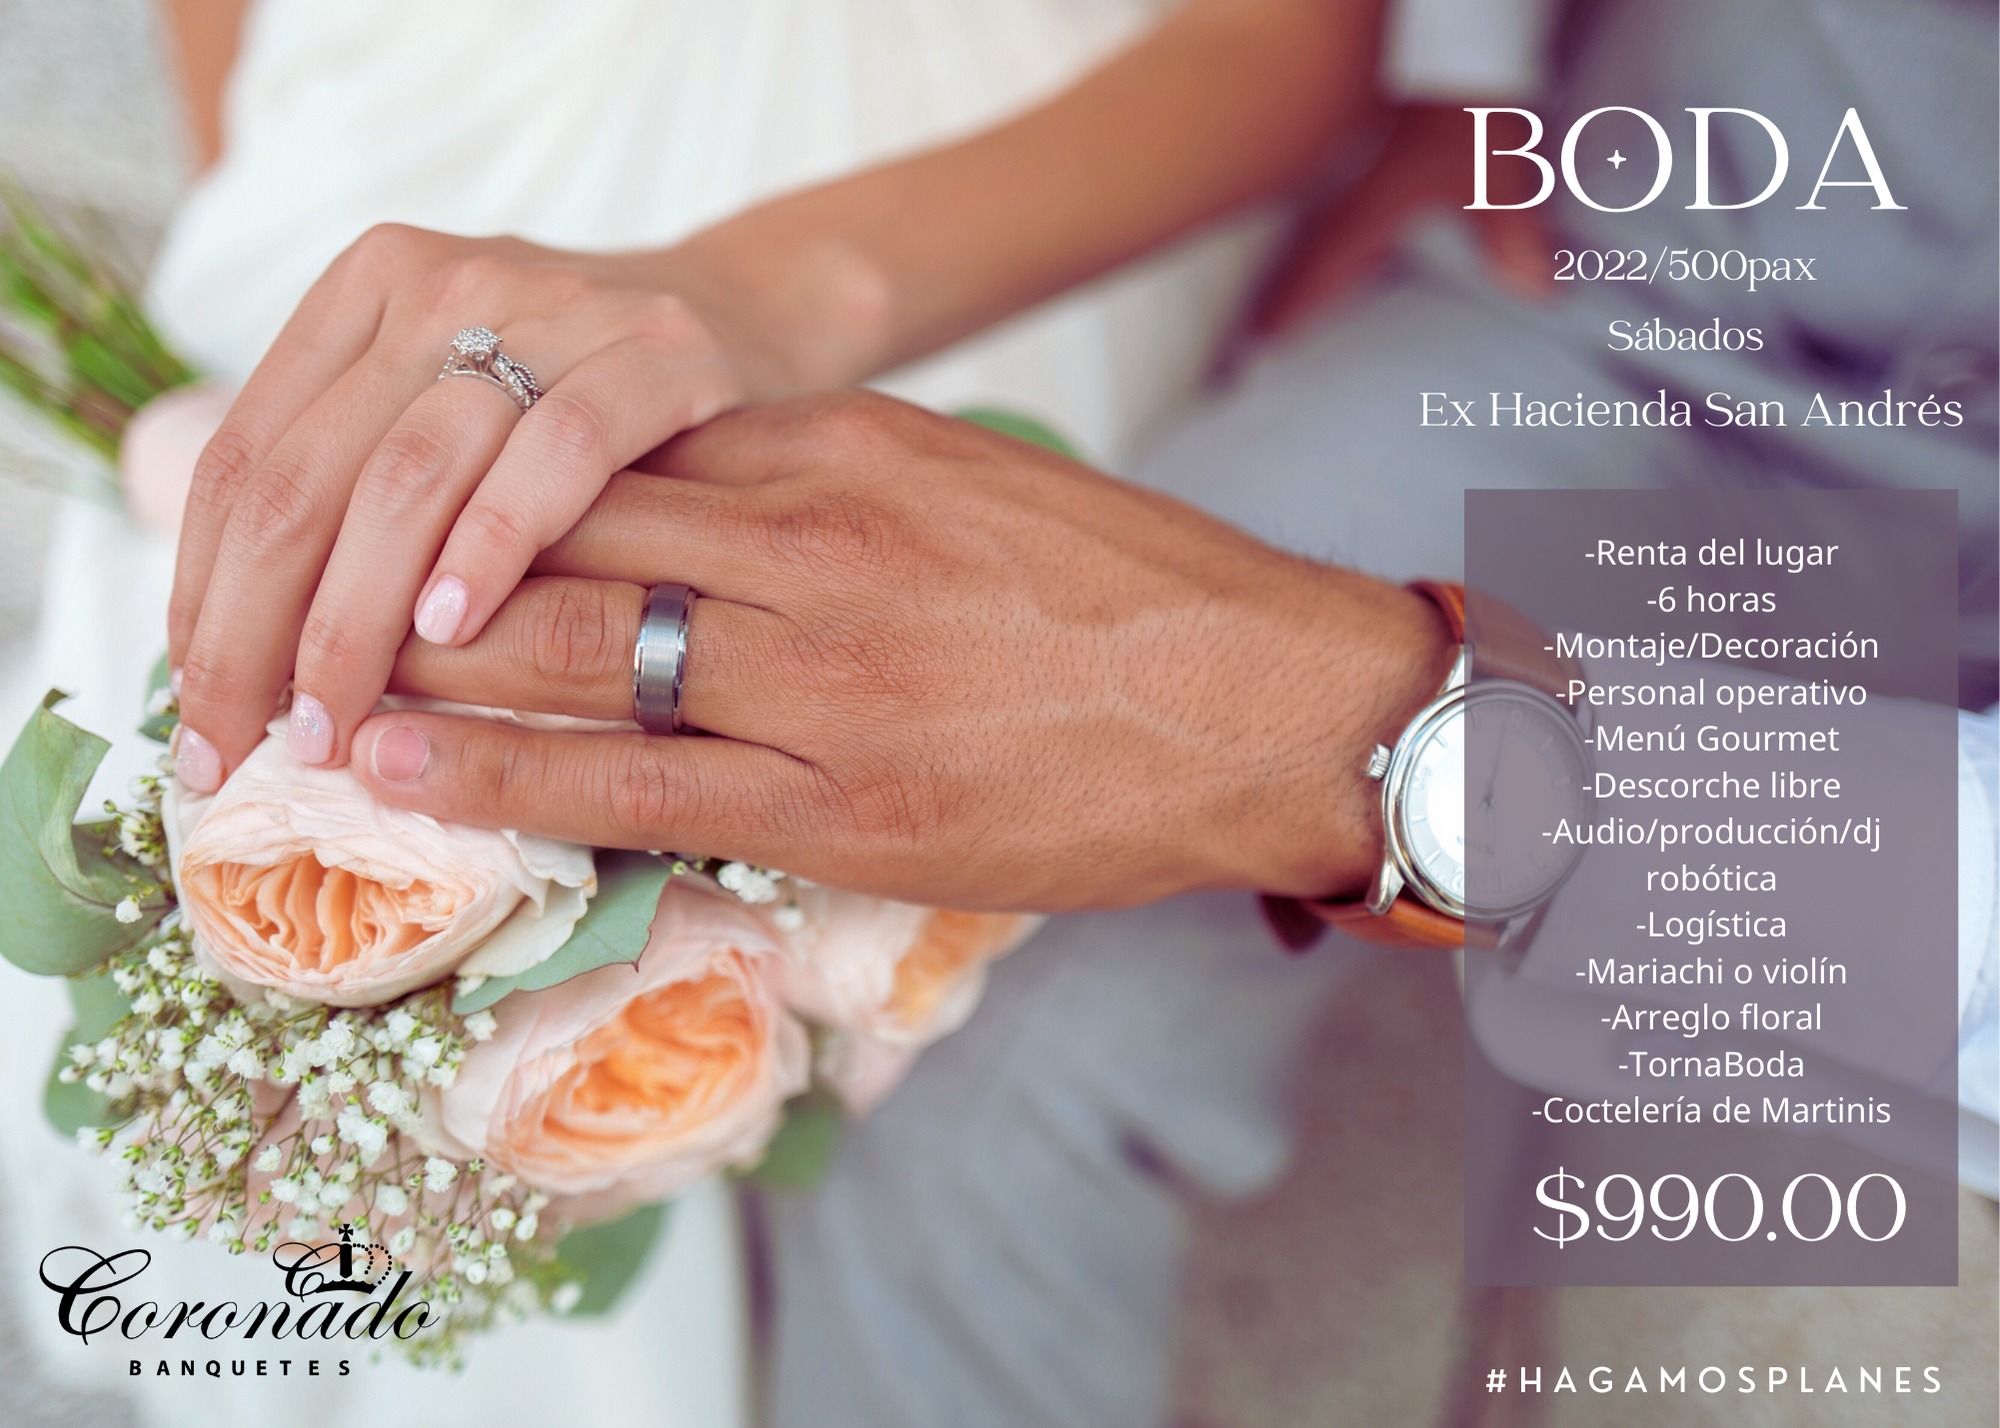 BODA
2022/500pax
Sábados
Ex Hacienda San Andrés
-Renta del lugar
-6 horas
-Montaje/Decoración
-Personal operativo
-Menú Gourmet
-Descorche libre
-Audio/producción/dj
robótica
-Logística
-Mariachi o violín
-Arreglo floral
-TornaBoda
-Coctelería de Martinis
$990.00
Coronado
BANQUETES
#HAGAMOSPLANES